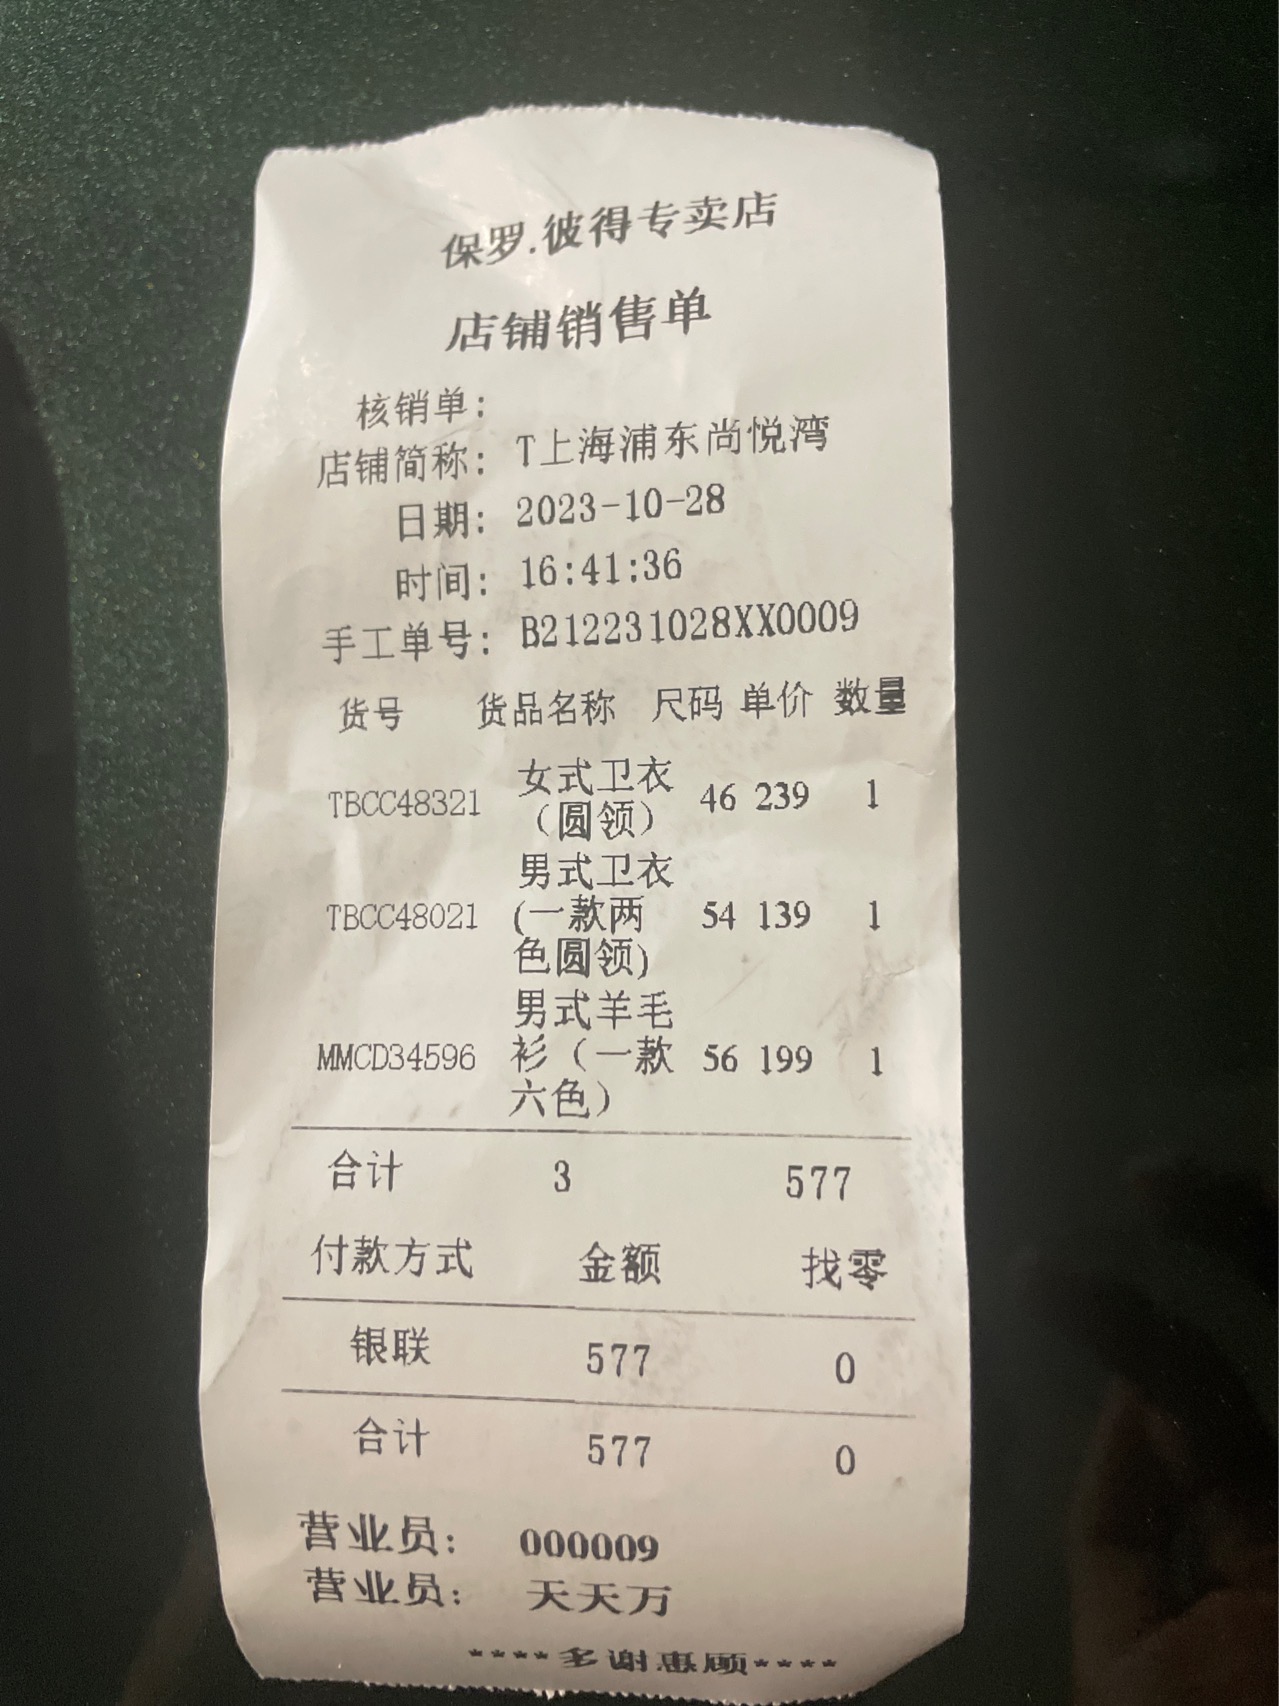 保罗.彼得专卖店
店铺销售单
核销单:
店铺简称: T上海浦东尚悦湾
日期: 2023-10-28
时间: 16:41:36
手工单号: B212231028XX0009
货号 货品名称 尺码 单价 数量
女式卫衣
TBCC48321 （圆领） 46 239 1
男式卫衣
TBCC48021 (一款两 54 139 1
色圆领)
男式羊毛
MMCD34596 衫（一款 56 199 1
六色）
合计 3 577
付款方式 金额 找零
银联 577 0
合计 577 0
营业员: 000009
营业员: 天天万
****多谢惠顾****